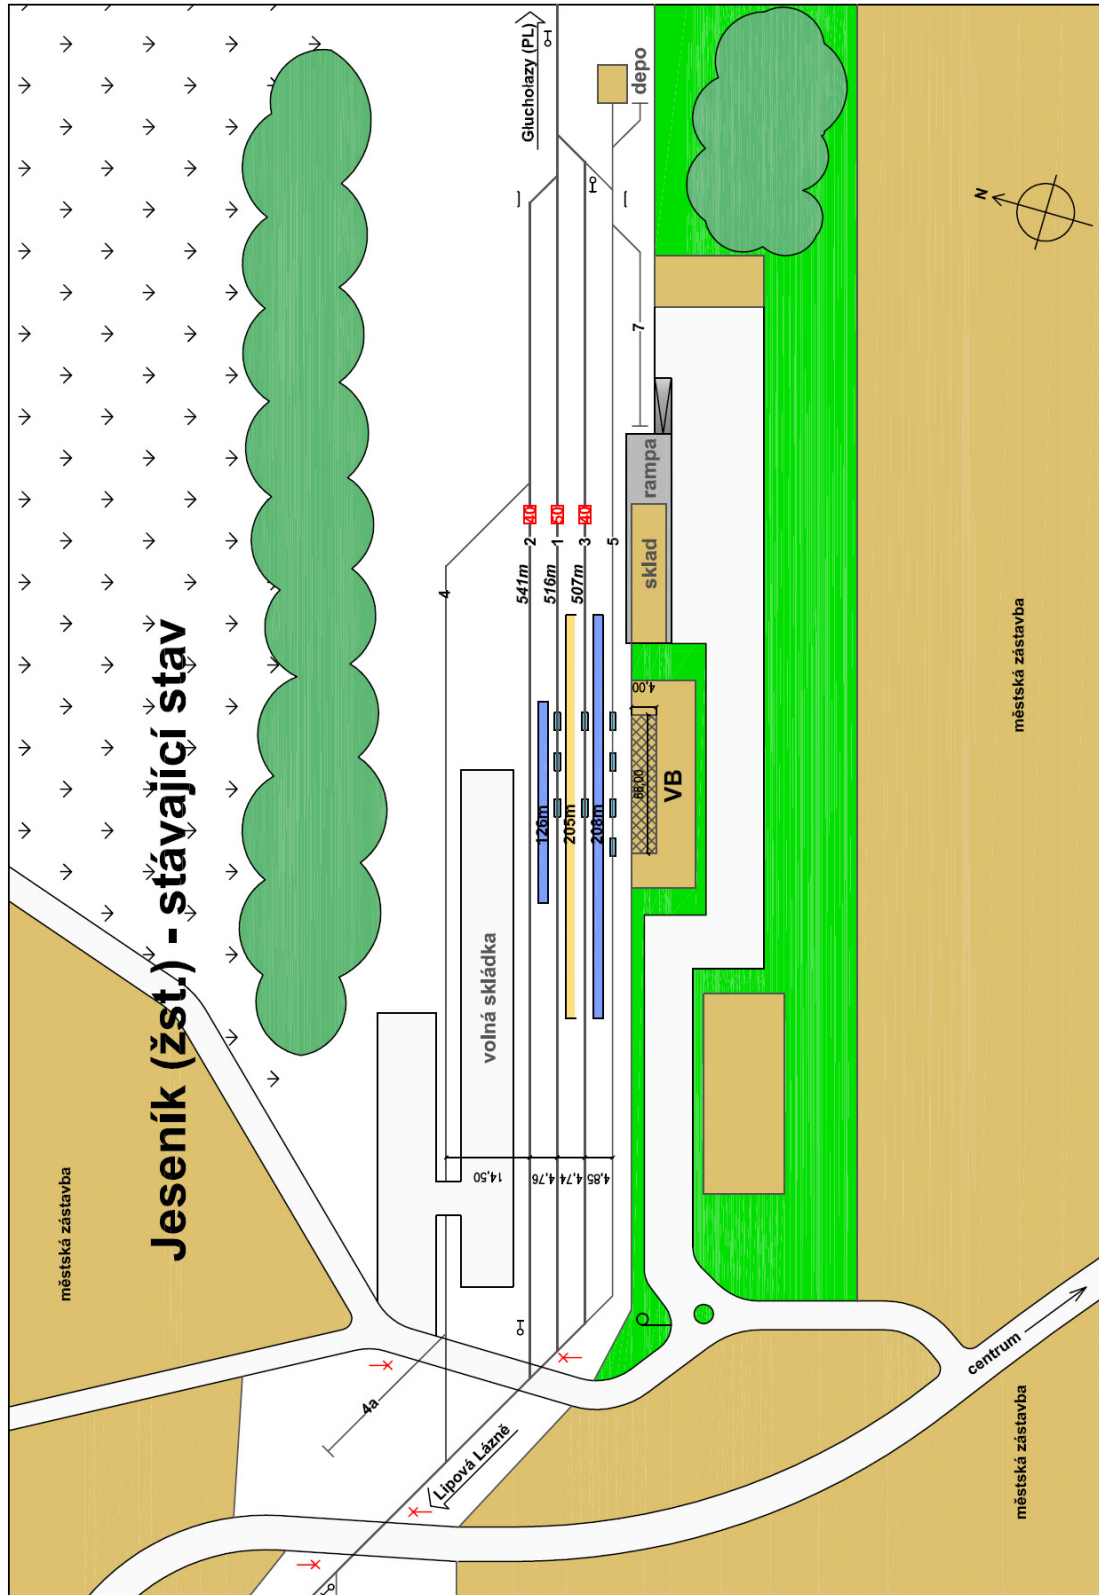 Jeseník (žst.) - stávající stav
Głuchołazy (PL)
depo
N
7
rampa
sklad
40
50
40
2
1
3
5
541m
516m
507m
4
126m
205m
208m
4,00
68,00
VB
volná skládka
14,50
4,76
4,74
4,85
městská zástavba
městská zástavba
městská zástavba
4a
Lipová Lázně
centrum